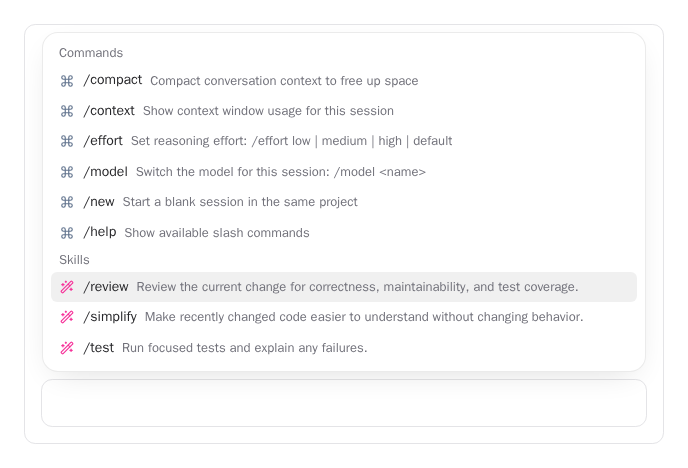 Commands
/compact Compact conversation context to free up space
/context Show context window usage for this session
/effort Set reasoning effort: /effort low | medium | high | default
/model Switch the model for this session: /model <name>
/new Start a blank session in the same project
/help Show available slash commands
Skills
/review Review the current change for correctness, maintainability, and test coverage.
/simplify Make recently changed code easier to understand without changing behavior.
/test Run focused tests and explain any failures.